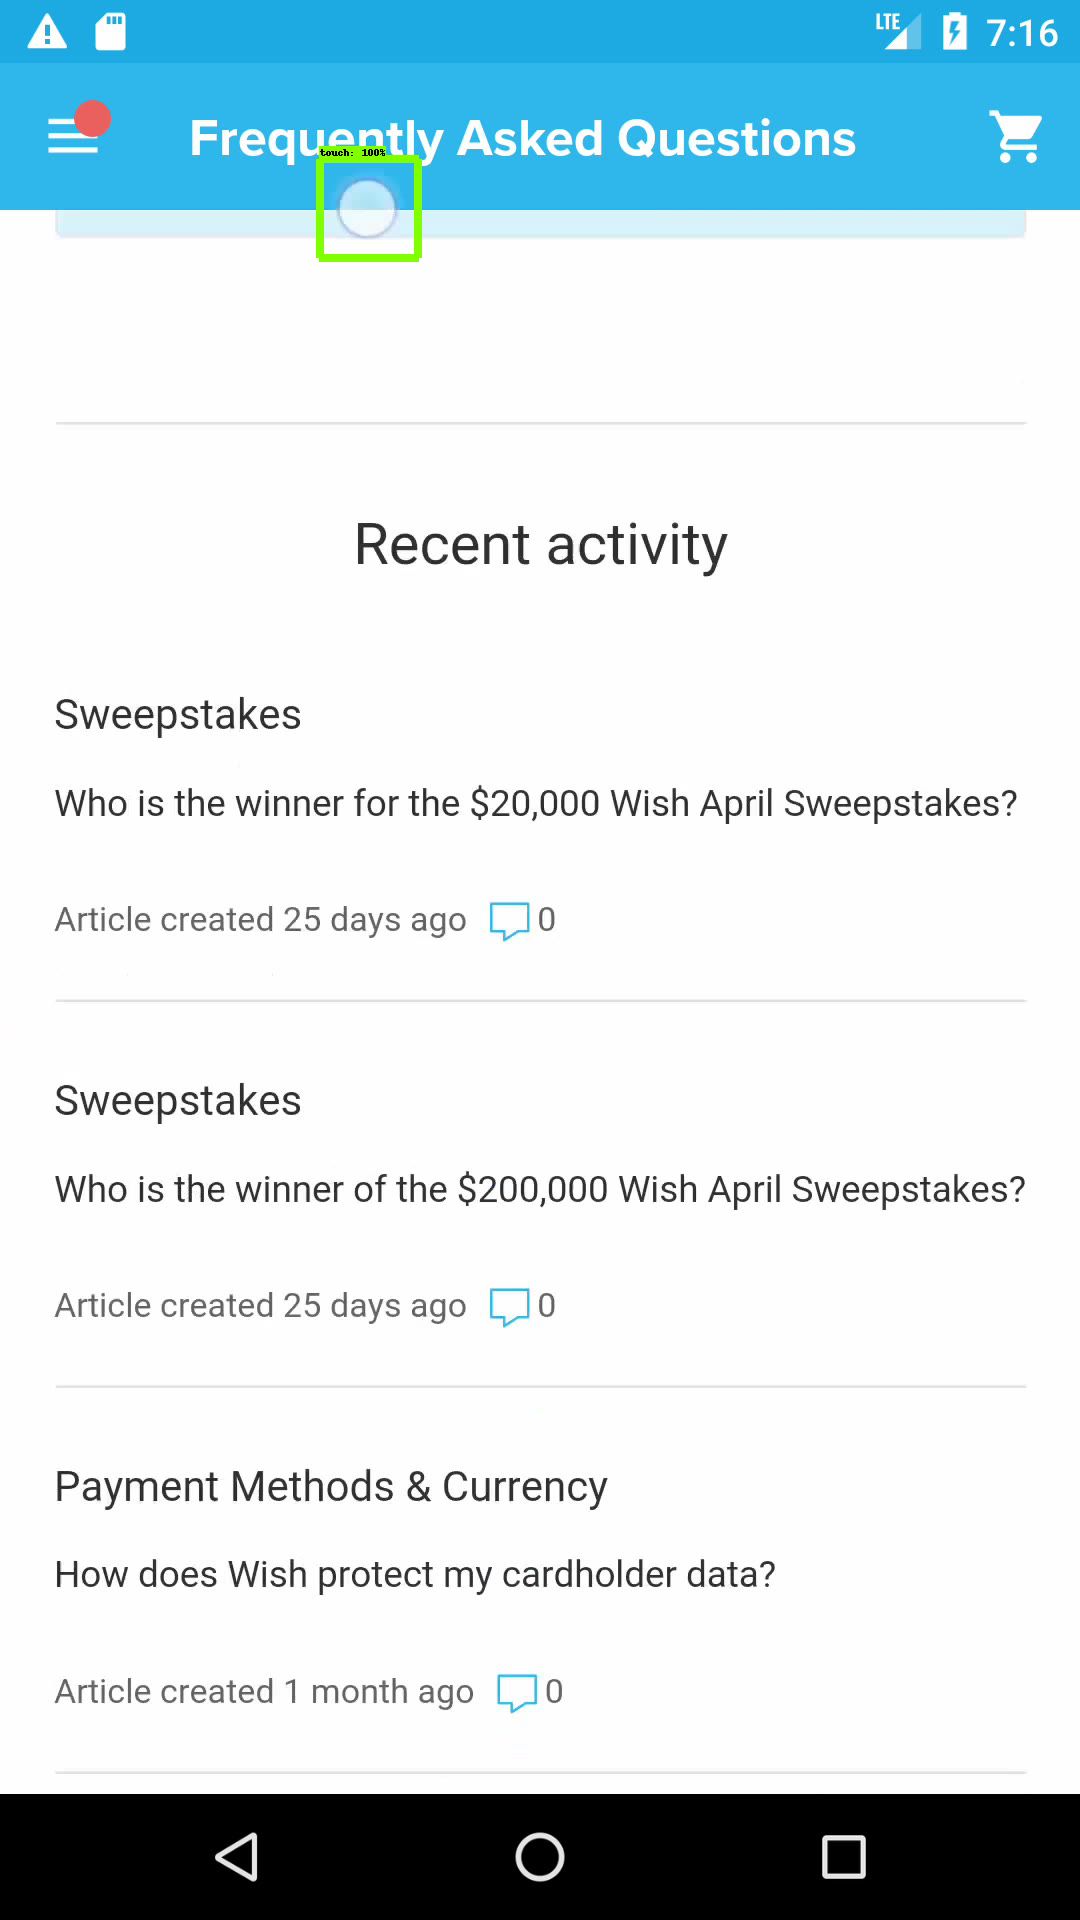 LTE 7:16
Frequently Asked Questions
touch: 100%
Recent activity
Sweepstakes
Who is the winner for the $20,000 Wish April Sweepstakes?
Article created 25 days ago 0
Sweepstakes
Who is the winner of the $200,000 Wish April Sweepstakes?
Article created 25 days ago 0
Payment Methods & Currency
How does Wish protect my cardholder data?
Article created 1 month ago 0